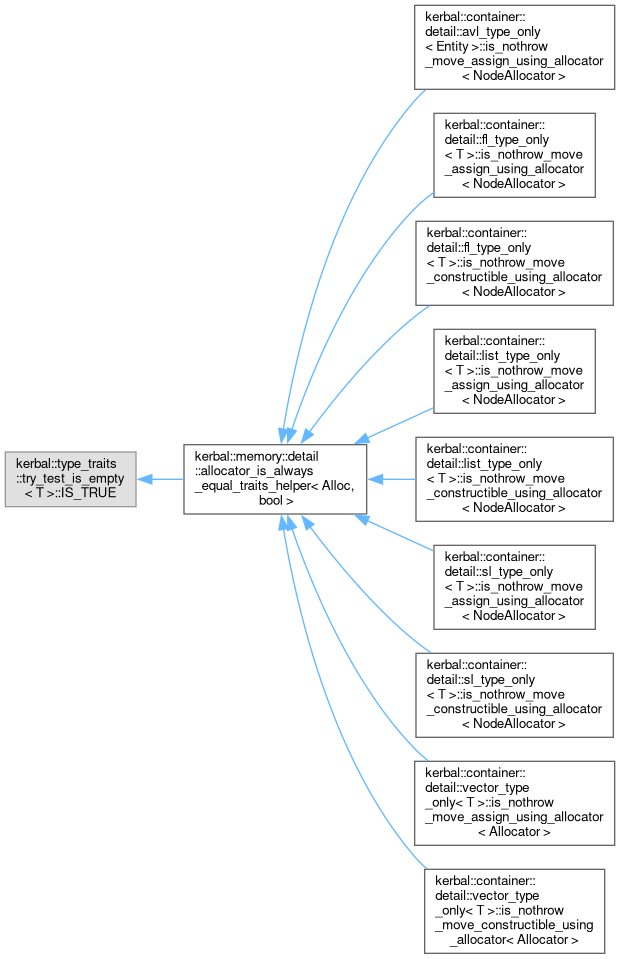 kerbal::container::
detail::avl_type_only
< Entity >::is_nothrow
_move_assign_using_allocator
< NodeAllocator >
kerbal::container::
detail::fl_type_only
< T >::is_nothrow_move
_assign_using_allocator
< NodeAllocator >
kerbal::container::
detail::fl_type_only
< T >::is_nothrow_move
_constructible_using_allocator
< NodeAllocator >
kerbal::container::
detail::list_type_only
< T >::is_nothrow_move
_assign_using_allocator
< NodeAllocator >
kerbal::type_traits
::try_test_is_empty
< T >::IS_TRUE
kerbal::memory::detail
::allocator_is_always
_equal_traits_helper< Alloc,
bool >
kerbal::container::
detail::list_type_only
< T >::is_nothrow_move
_constructible_using_allocator
< NodeAllocator >
kerbal::container::
detail::sl_type_only
< T >::is_nothrow_move
_assign_using_allocator
< NodeAllocator >
kerbal::container::
detail::sl_type_only
< T >::is_nothrow_move
_constructible_using_allocator
< NodeAllocator >
kerbal::container::
detail::vector_type
_only< T >::is_nothrow
_move_assign_using_allocator
< Allocator >
kerbal::container::
detail::vector_type
_only< T >::is_nothrow
_move_constructible_using
_allocator< Allocator >